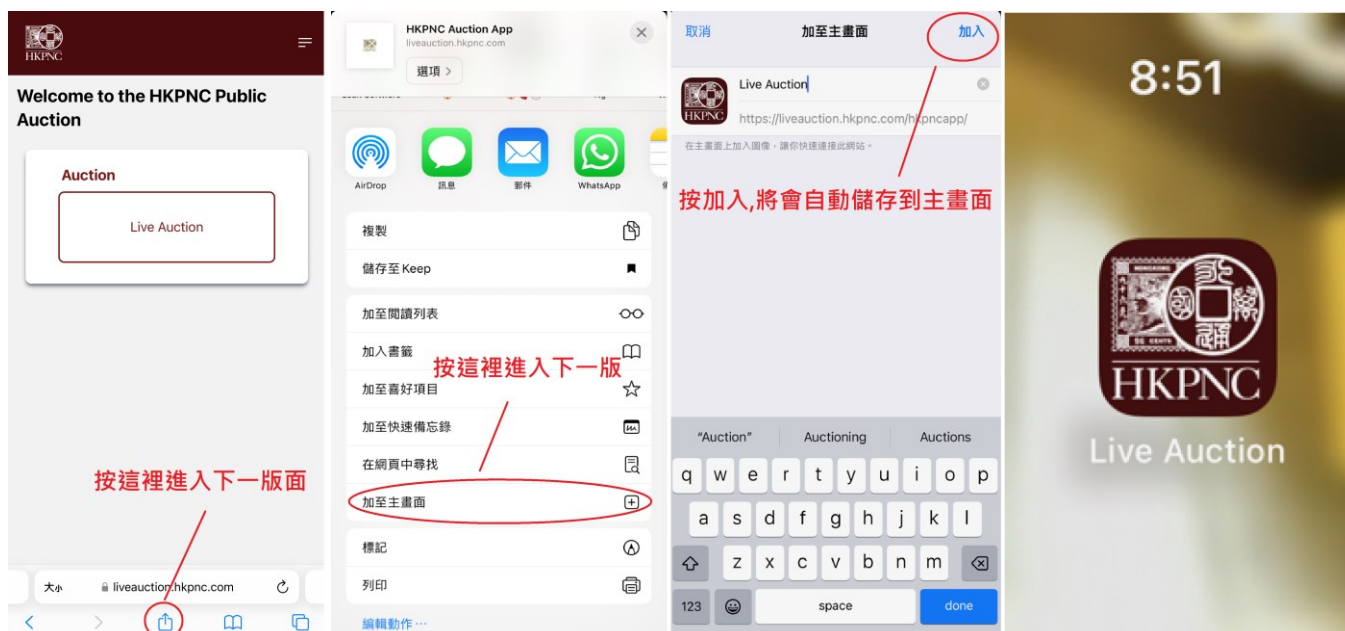 HKPNC
Welcome to the HKPNC Public
Auction
Auction
Live Auction
按這裡進入下一版面
大小
liveauction.hkpnc.com
HKPNC Auction App
liveauction.hkpnc.com
選項 >
AirDrop
訊息
郵件
WhatsApp
複製
儲存至 Keep
加至閱讀列表
加入書籤
按這裡進入下一版
加至喜好項目
加至快速備忘錄
在網頁中尋找
加至主畫面
標記
列印
編輯動作…
取消
加至主畫面
加入
HKPNC
Live Auction
https://liveauction.hkpnc.com/hkpncapp/
在主畫面上加入圖像，讓你快速連接此網站。
按加入,將會自動儲存到主畫面
"Auction"
Auctioning
Auctions
q w e r t y u i o p
a s d f g h j k l
z x c v b n m
123
space
done
8:51
HONG KONG
96 CENTS
HKPNC
Live Auction